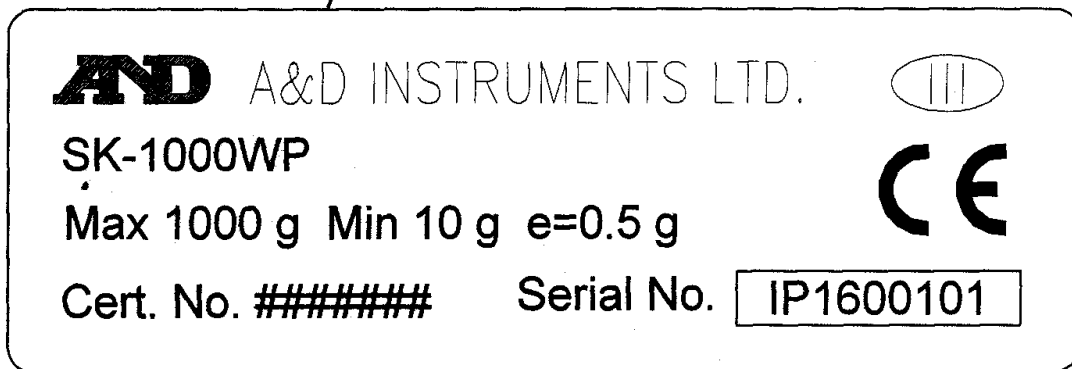 AND A&D INSTRUMENTS LTD. III
SK-1000WP
CE
Max 1000 g Min 10 g e=0.5 g
Cert. No. ####### Serial No. IP1600101